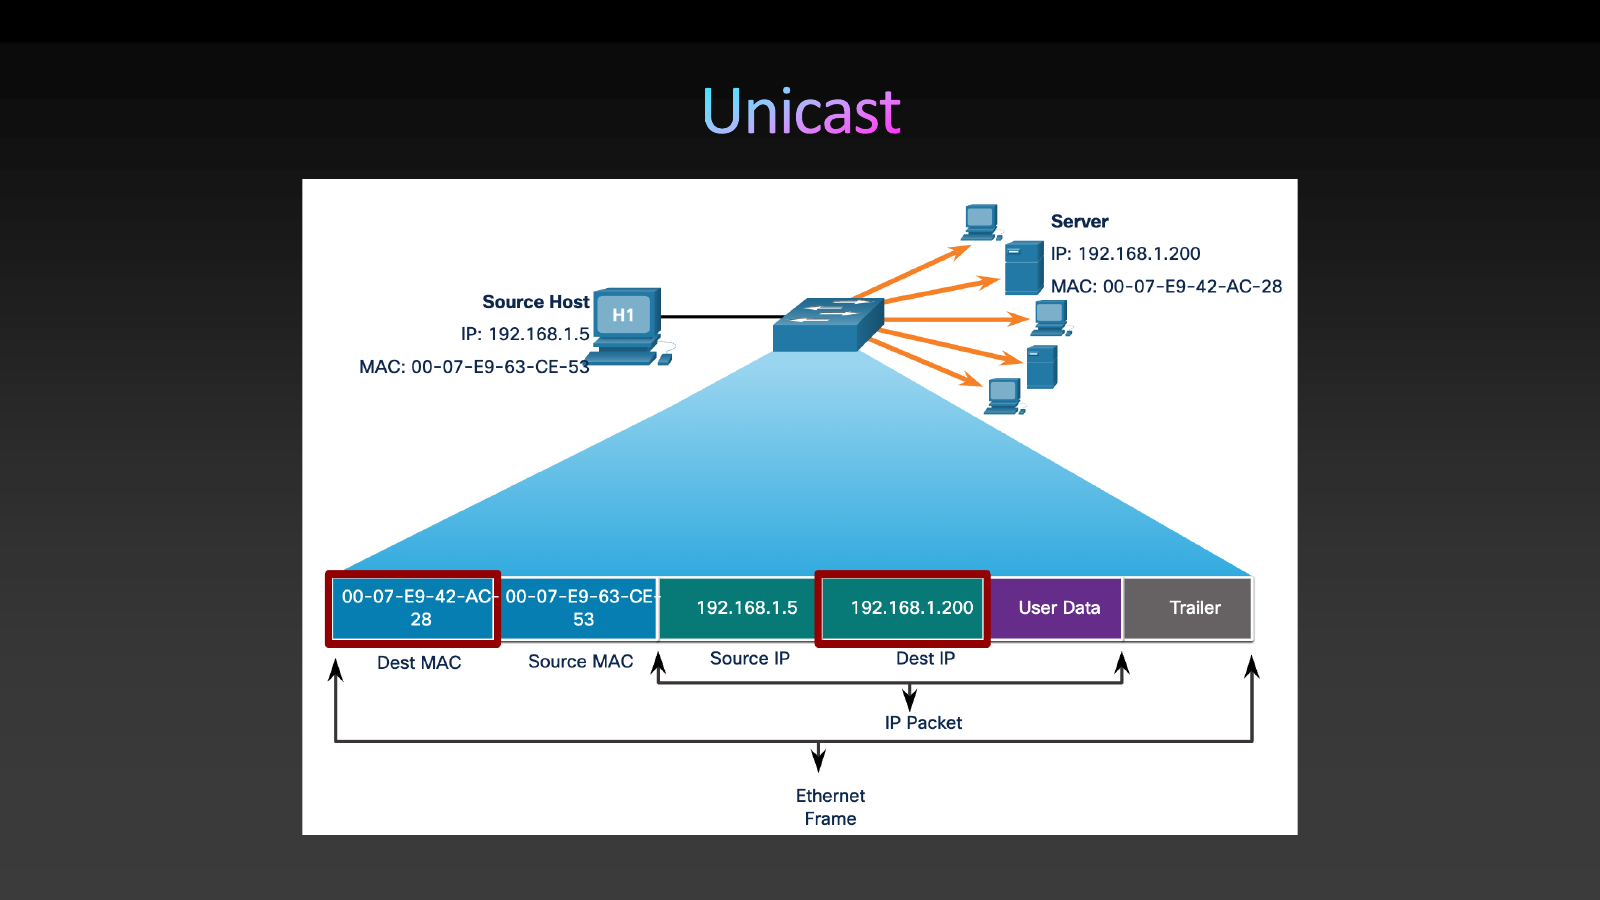 Unicast
Server
IP: 192.168.1.200
MAC: 00-07-E9-42-AC-28
Source Host
IP: 192.168.1.5
MAC: 00-07-E9-63-CE-53
H1
00-07-E9-42-AC-
28
00-07-E9-63-CE-
53
192.168.1.5
192.168.1.200
User Data
Trailer
Dest MAC
Source MAC
Source IP
Dest IP
IP Packet
Ethernet
Frame